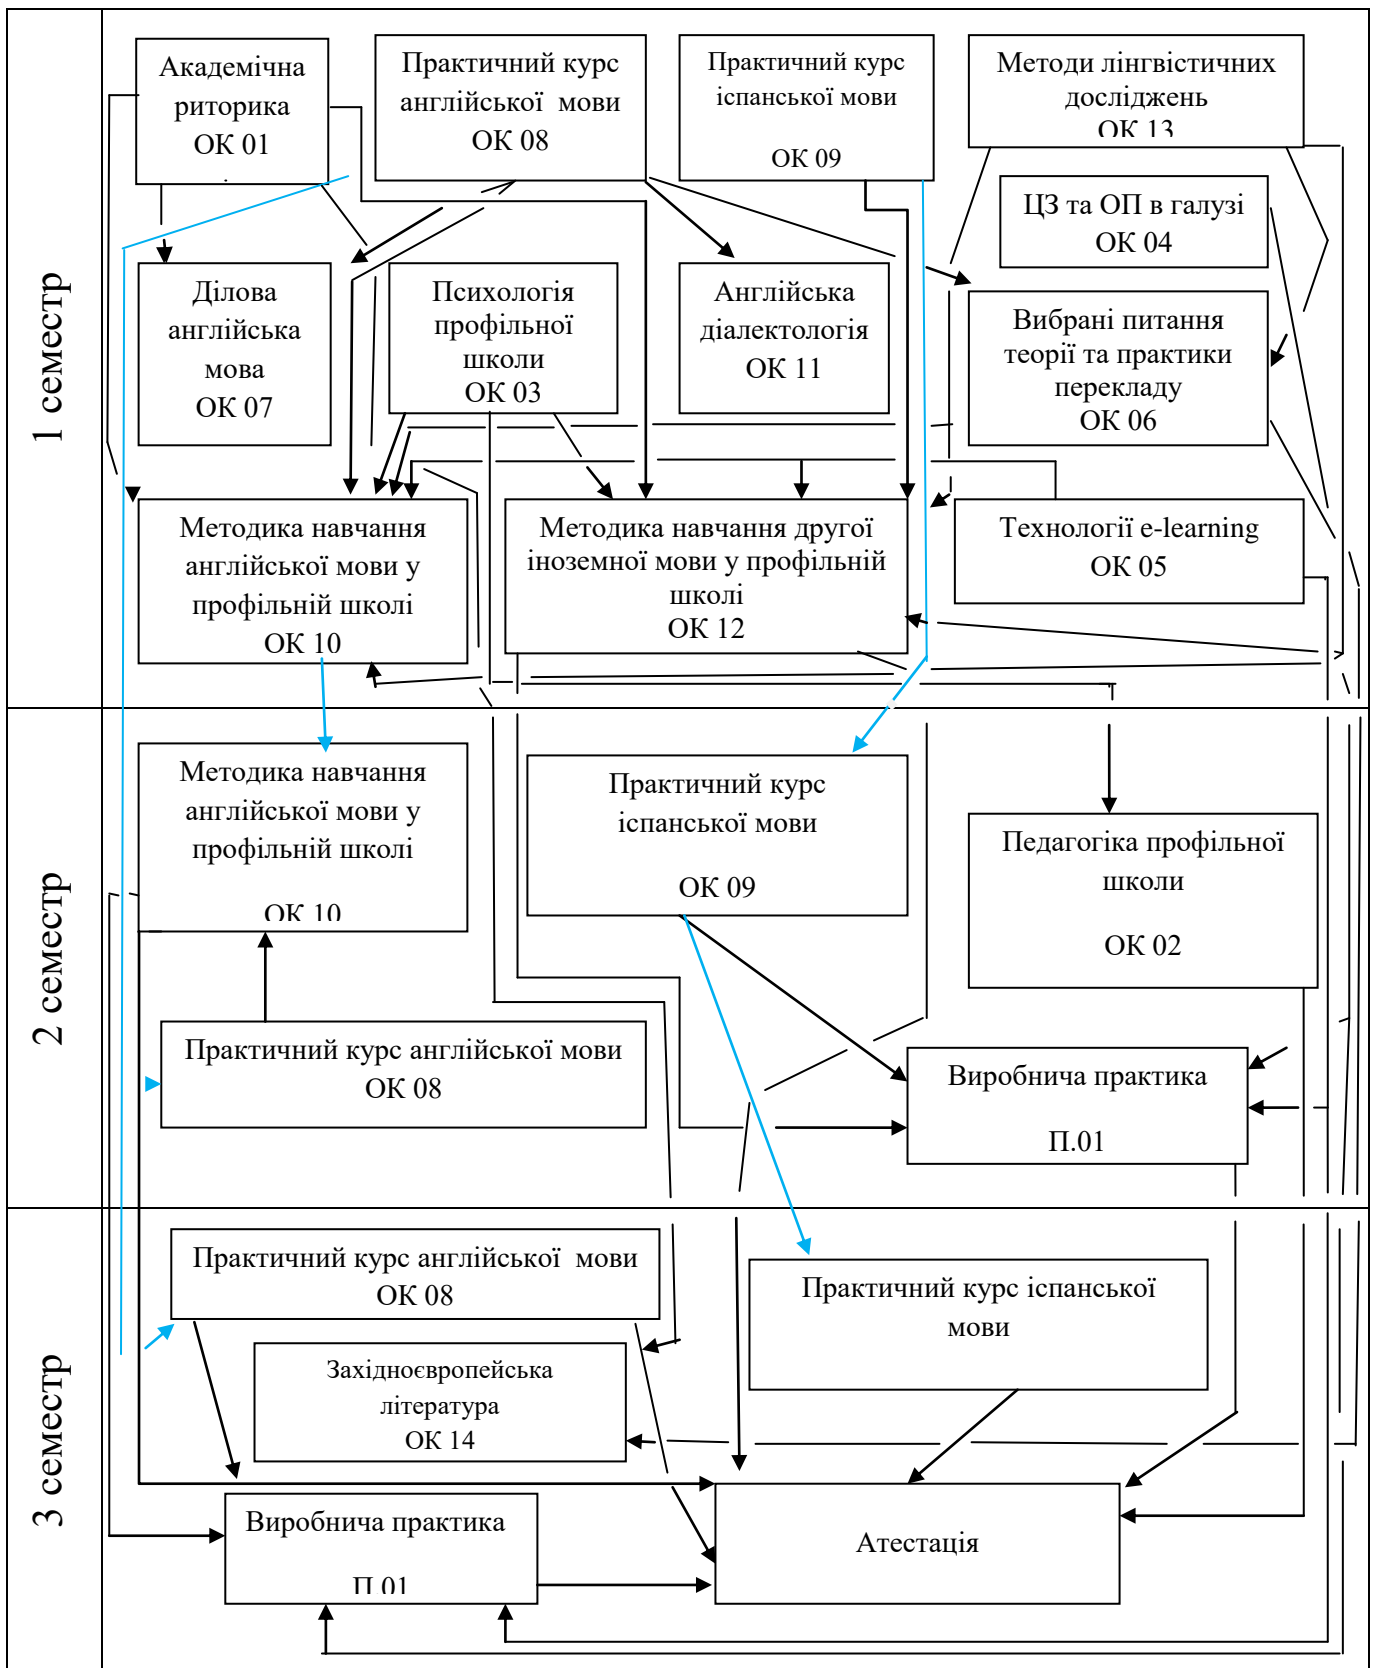 1 семестр
Академічна
риторика
ОК 01
Практичний курс
англійської мови
ОК 08
Практичний курс
іспанської мови
ОК 09
Методи лінгвістичних
досліджень
ОК 13
ЦЗ та ОП в галузі
ОК 04
Ділова
англійська
мова
ОК 07
Психологія
профільної
школи
ОК 03
Англійська
діалектологія
ОК 11
Вибрані питання
теорії та практики
перекладу
ОК 06
Методика навчання
англійської мови у
профільній школі
ОК 10
Методика навчання другої
іноземної мови у профільній
школі
ОК 12
Технології e-learning
ОК 05
2 семестр
Методика навчання
англійської мови у
профільній школі
ОК 10
Практичний курс
іспанської мови
ОК 09
Педагогіка профільної
школи
ОК 02
Практичний курс англійської мови
ОК 08
Виробнича практика
П.01
3 семестр
Практичний курс англійської мови
ОК 08
Практичний курс іспанської
мови
Західноєвропейська
література
ОК 14
Виробнича практика
П.01
Атестація